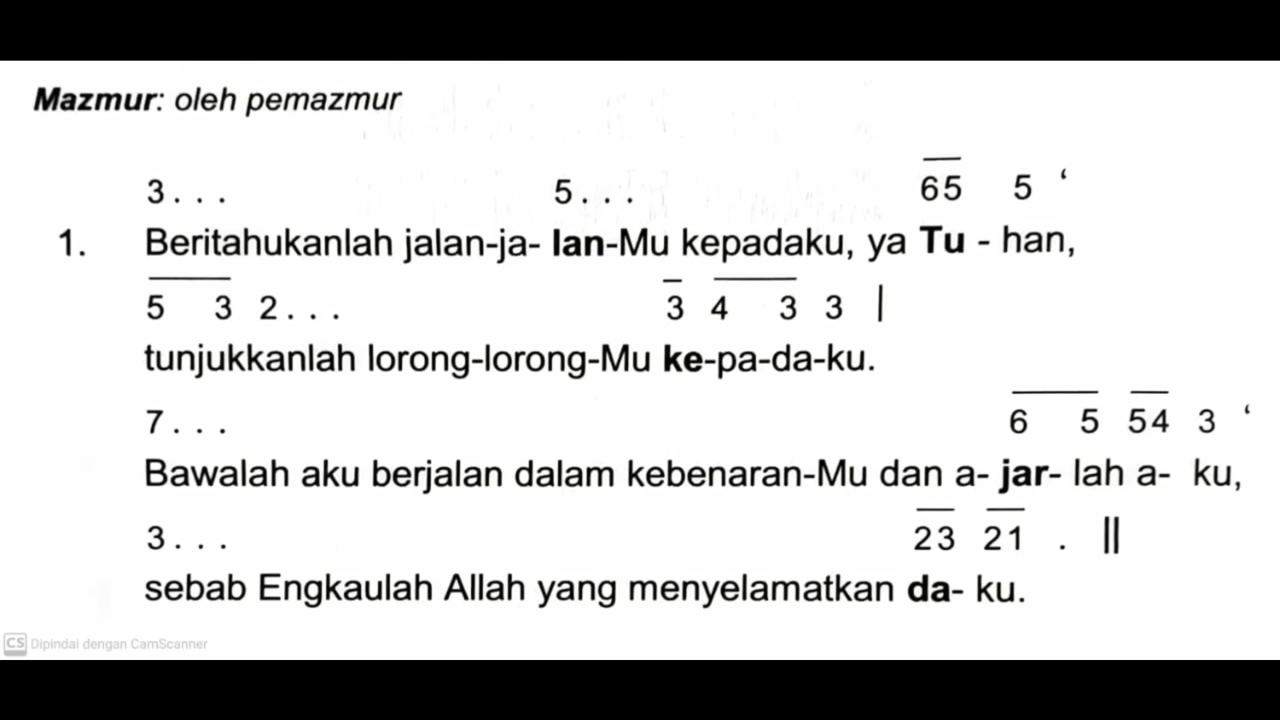 Mazmur: oleh pemazmur
3 . . . 5 . . . 65 5 ‘
1. Beritahukanlah jalan-ja- lan-Mu kepadaku, ya Tu - han,
5 3 2 . . . 3 4 3 3 |
tunjukkanlah lorong-lorong-Mu ke-pa-da-ku.
7 . . . 6 5 54 3 ‘
Bawalah aku berjalan dalam kebenaran-Mu dan a- jar- lah a- ku,
3 . . . 23 21 . ||
sebab Engkaulah Allah yang menyelamatkan da- ku.
CS Dipindai dengan CamScanner